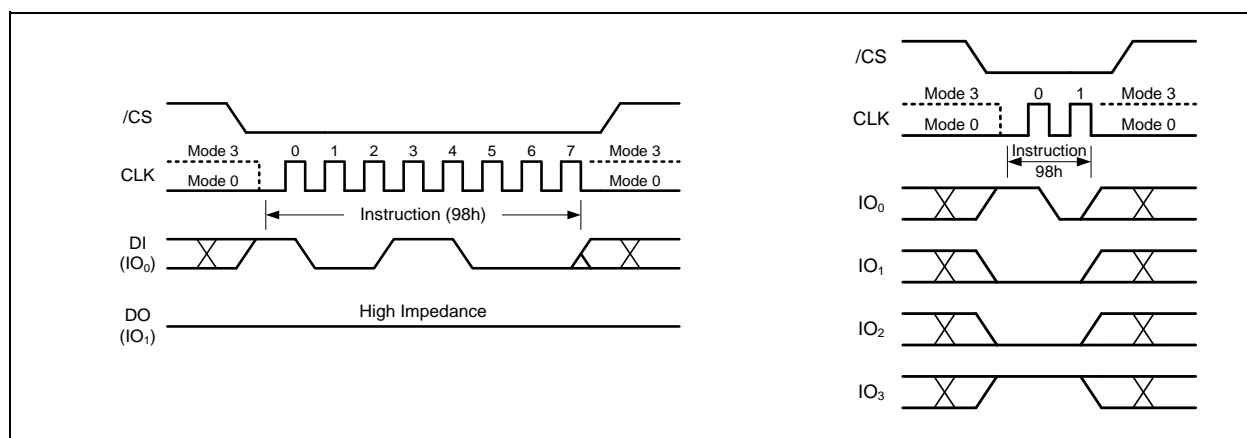 /CS
Mode 3
0 1 2 3 4 5 6 7
Mode 3
CLK
Mode 0
Mode 0
Instruction (98h)
DI
(IO₀)
DO
(IO₁)
High Impedance
/CS
Mode 3
0 1
Mode 3
CLK
Mode 0
Mode 0
Instruction
98h
IO₀
IO₁
IO₂
IO₃